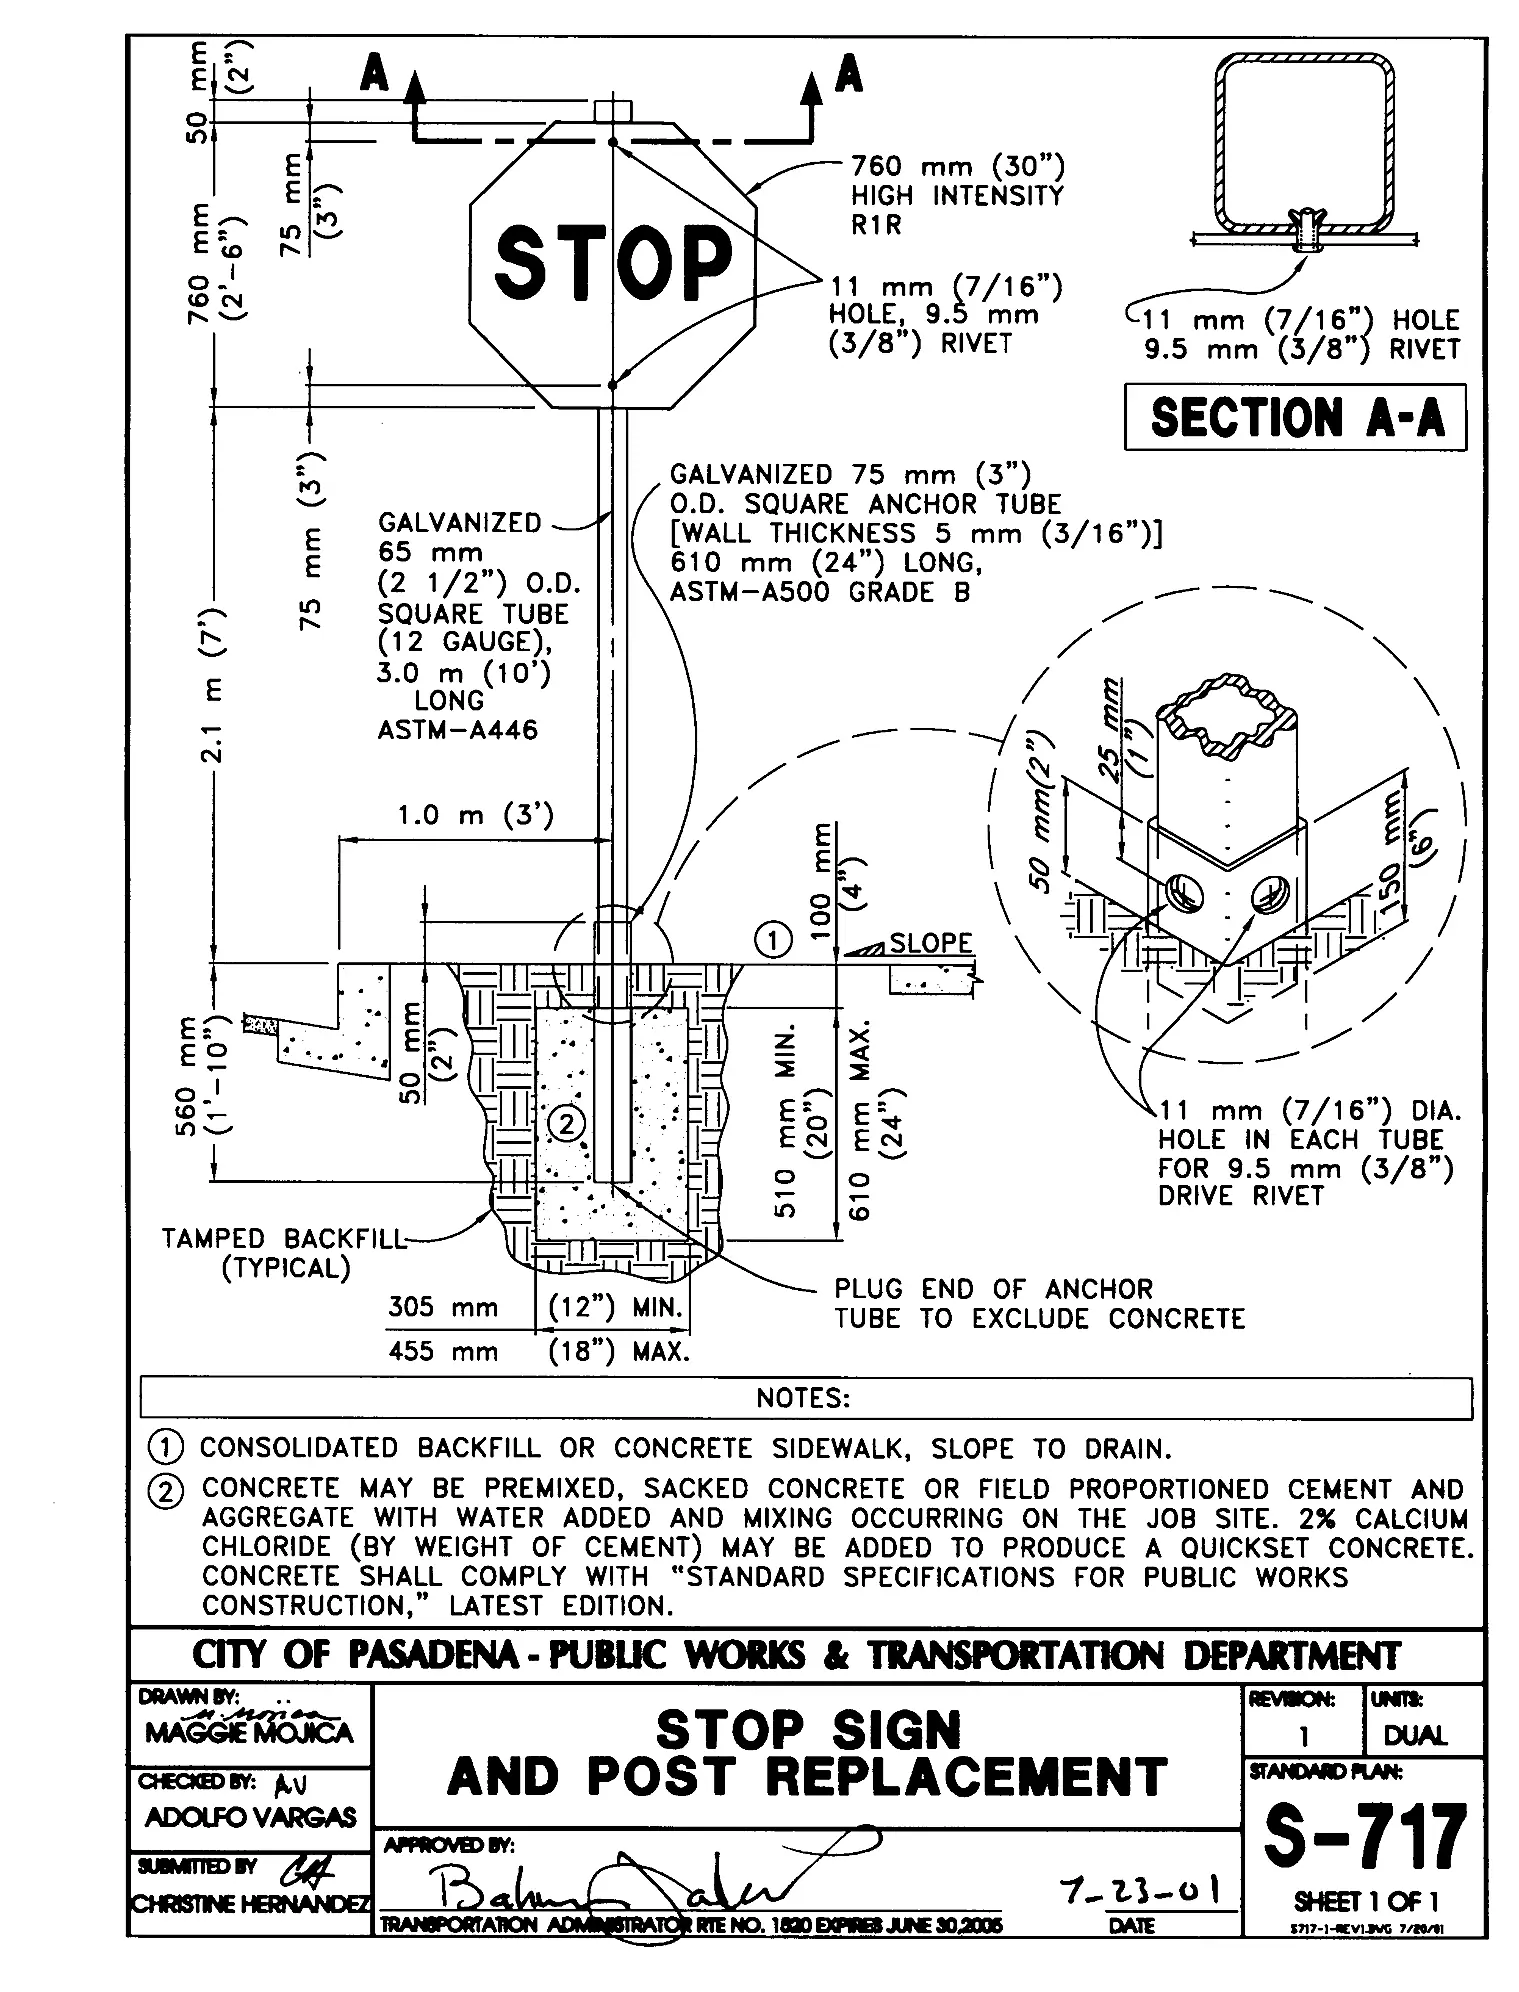 50 mm
(2")
A
A
760 mm
(2'-6")
75 mm
(3")
STOP
760 mm (30")
HIGH INTENSITY
R1R
11 mm (7/16")
HOLE, 9.5 mm
(3/8") RIVET
11 mm (7/16") HOLE
9.5 mm (3/8") RIVET
SECTION A-A
75 mm (3")
2.1 m (7')
GALVANIZED
65 mm
(2 1/2") O.D.
SQUARE TUBE
(12 GAUGE),
3.0 m (10')
LONG
ASTM-A446
GALVANIZED 75 mm (3")
O.D. SQUARE ANCHOR TUBE
[WALL THICKNESS 5 mm (3/16")]
610 mm (24") LONG,
ASTM-A500 GRADE B
1.0 m (3')
50 mm(2")
25 mm
(1")
150 mm
(6")
100 mm
(4")
1
SLOPE
560 mm
(1'-10")
50 mm
(2")
2
510 mm MIN.
(20")
610 mm MAX.
(24")
11 mm (7/16") DIA.
HOLE IN EACH TUBE
FOR 9.5 mm (3/8")
DRIVE RIVET
TAMPED BACKFILL
(TYPICAL)
PLUG END OF ANCHOR
TUBE TO EXCLUDE CONCRETE
305 mm (12") MIN.
455 mm (18") MAX.
NOTES:
1 CONSOLIDATED BACKFILL OR CONCRETE SIDEWALK, SLOPE TO DRAIN.
2 CONCRETE MAY BE PREMIXED, SACKED CONCRETE OR FIELD PROPORTIONED CEMENT AND
AGGREGATE WITH WATER ADDED AND MIXING OCCURRING ON THE JOB SITE. 2% CALCIUM
CHLORIDE (BY WEIGHT OF CEMENT) MAY BE ADDED TO PRODUCE A QUICKSET CONCRETE.
CONCRETE SHALL COMPLY WITH "STANDARD SPECIFICATIONS FOR PUBLIC WORKS
CONSTRUCTION," LATEST EDITION.
CITY OF PASADENA - PUBLIC WORKS & TRANSPORTATION DEPARTMENT
DRAWN BY:
MAGGIE MOJICA
CHECKED BY: AV
ADOLFO VARGAS
SUBMITTED BY CH
CHRISTINE HERNANDEZ
STOP SIGN
AND POST REPLACEMENT
APPROVED BY:
7-23-01
TRANSPORTATION ADMINISTRATOR RTE NO. 1820 EXPIRES JUNE 30,2005
DATE
REVISION:
1
UNITS:
DUAL
STANDARD PLAN:
S-717
SHEET 1 OF 1
S717-1-REV1.DWG 7/20/01